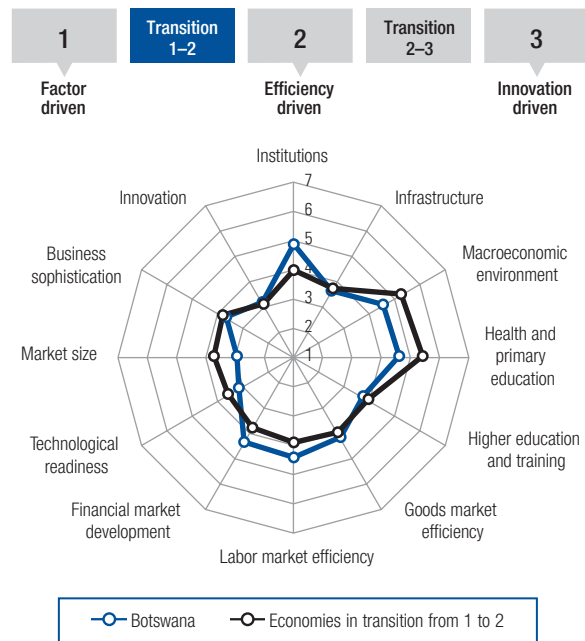 1
Transition
1–2
2
Transition
2–3
3
Factor
driven
Efficiency
driven
Innovation
driven
Institutions
7
Innovation
Infrastructure
6
5
Business
sophistication
Macroeconomic
environment
4
3
Market size
2
1
Health and
primary
education
Technological
readiness
Higher education
and training
Financial market
development
Goods market
efficiency
Labor market efficiency
Botswana
Economies in transition from 1 to 2